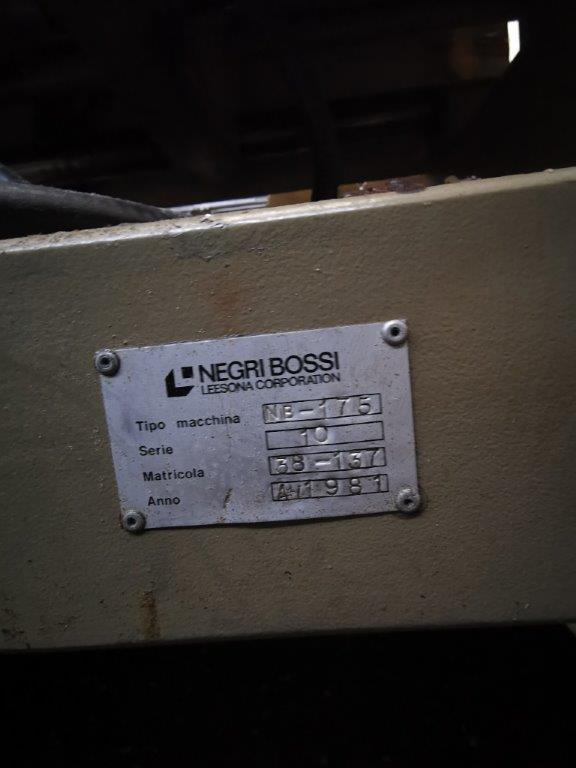 NEGRI BOSSI
LEESONA CORPORATION
Tipo macchina NB-175
Serie 10
Matricola 38-137
Anno 1981